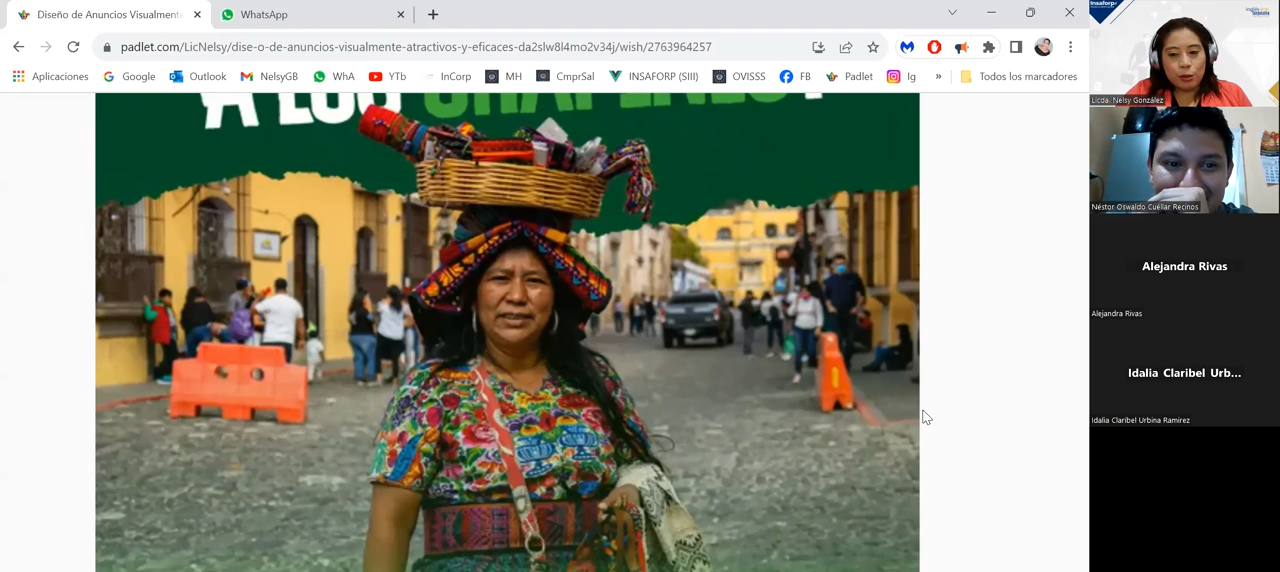 Diseño de Anuncios Visualment
WhatsApp
padlet.com/LicNelsy/dise-o-de-anuncios-visualmente-atractivos-y-eficaces-da2slw8l4mo2v34j/wish/2763964257
Aplicaciones
Google
Outlook
NelsyGB
WhA
YTb
InCorp
MH
CmprSal
INSAFORP (SIII)
OVISSS
FB
Padlet
Ig
»
Todos los marcadores
A LOS
Insaforp
Licda. Nelsy González
Néstor Oswaldo Cuéllar Recinos
Alejandra Rivas
Alejandra Rivas
Idalia Claribel Urb...
Idalia Claribel Urbina Ramirez